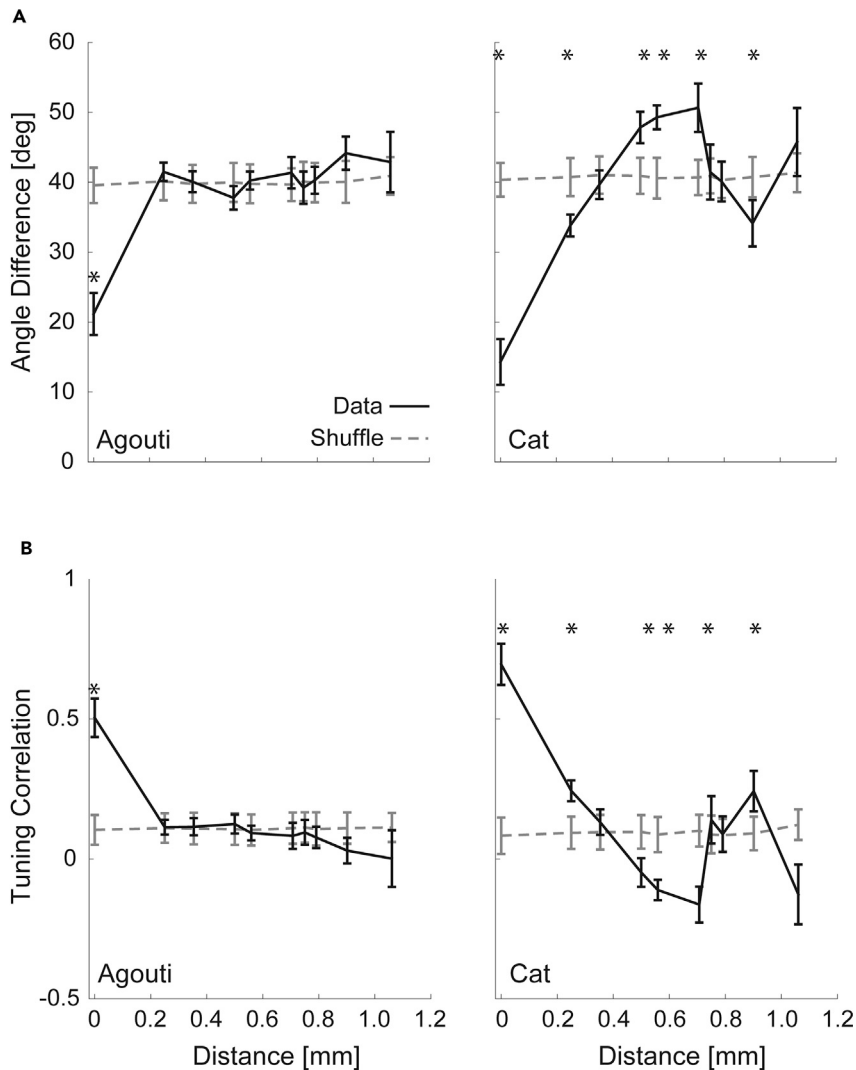 A
Angle Difference [deg]
60
50
40
30
20
10
0
*
Data
Shuffle
Agouti
* * * * * *
Cat
B
Tuning Correlation
1
0.5
0
-0.5
*
Agouti
0 0.2 0.4 0.6 0.8 1.0 1.2
Distance [mm]
* * * * * *
Cat
0 0.2 0.4 0.6 0.8 1.0 1.2
Distance [mm]